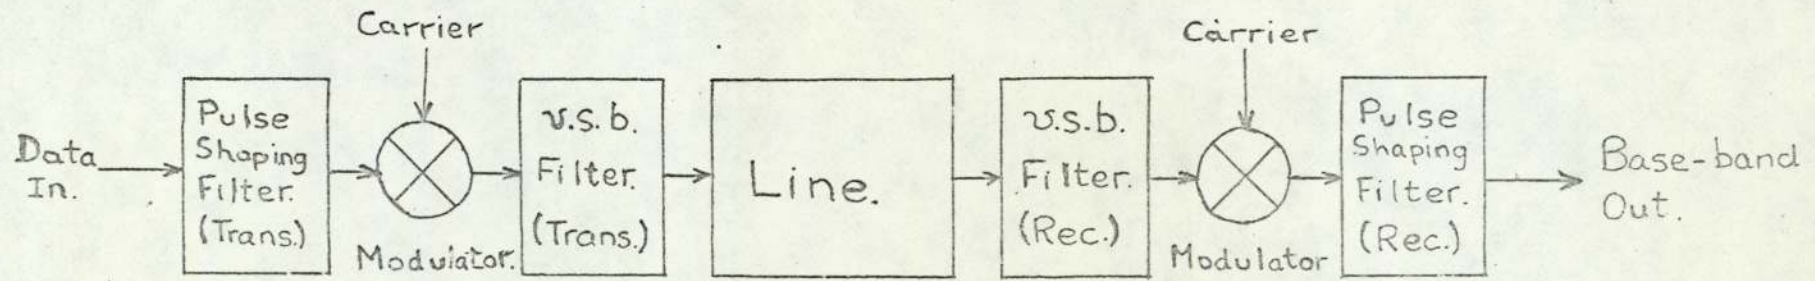 Data
In.
Pulse
Shaping
Filter.
(Trans.)
Carrier
Modulator.
v.s.b.
Filter.
(Trans.)
Line.
v.s.b.
Filter.
(Rec.)
Carrier
Modulator
Pulse
Shaping
Filter.
(Rec.)
Base-band
Out.